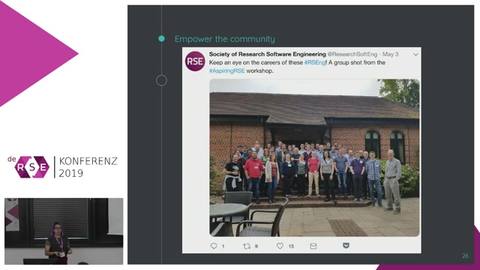 Empower the community
Society of Research Software Engineering @ResearchSoftEng · May 3
Keep an eye on the careers of these #RSEng! A group shot from the
#AspiringRSE workshop.
RSE
1
8
15
de
RSE
KONFERENZ
2019
26